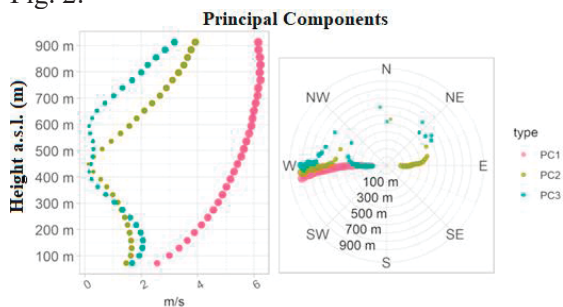 Fig. 2.
Principal Components
Height a.s.l. (m)
900 m
800 m
700 m
600 m
500 m
400 m
300 m
200 m
100 m
0
2
4
6
m/s
N
NW
NE
W
E
100 m
300 m
500 m
700 m
900 m
SW
SE
S
type
PC1
PC2
PC3